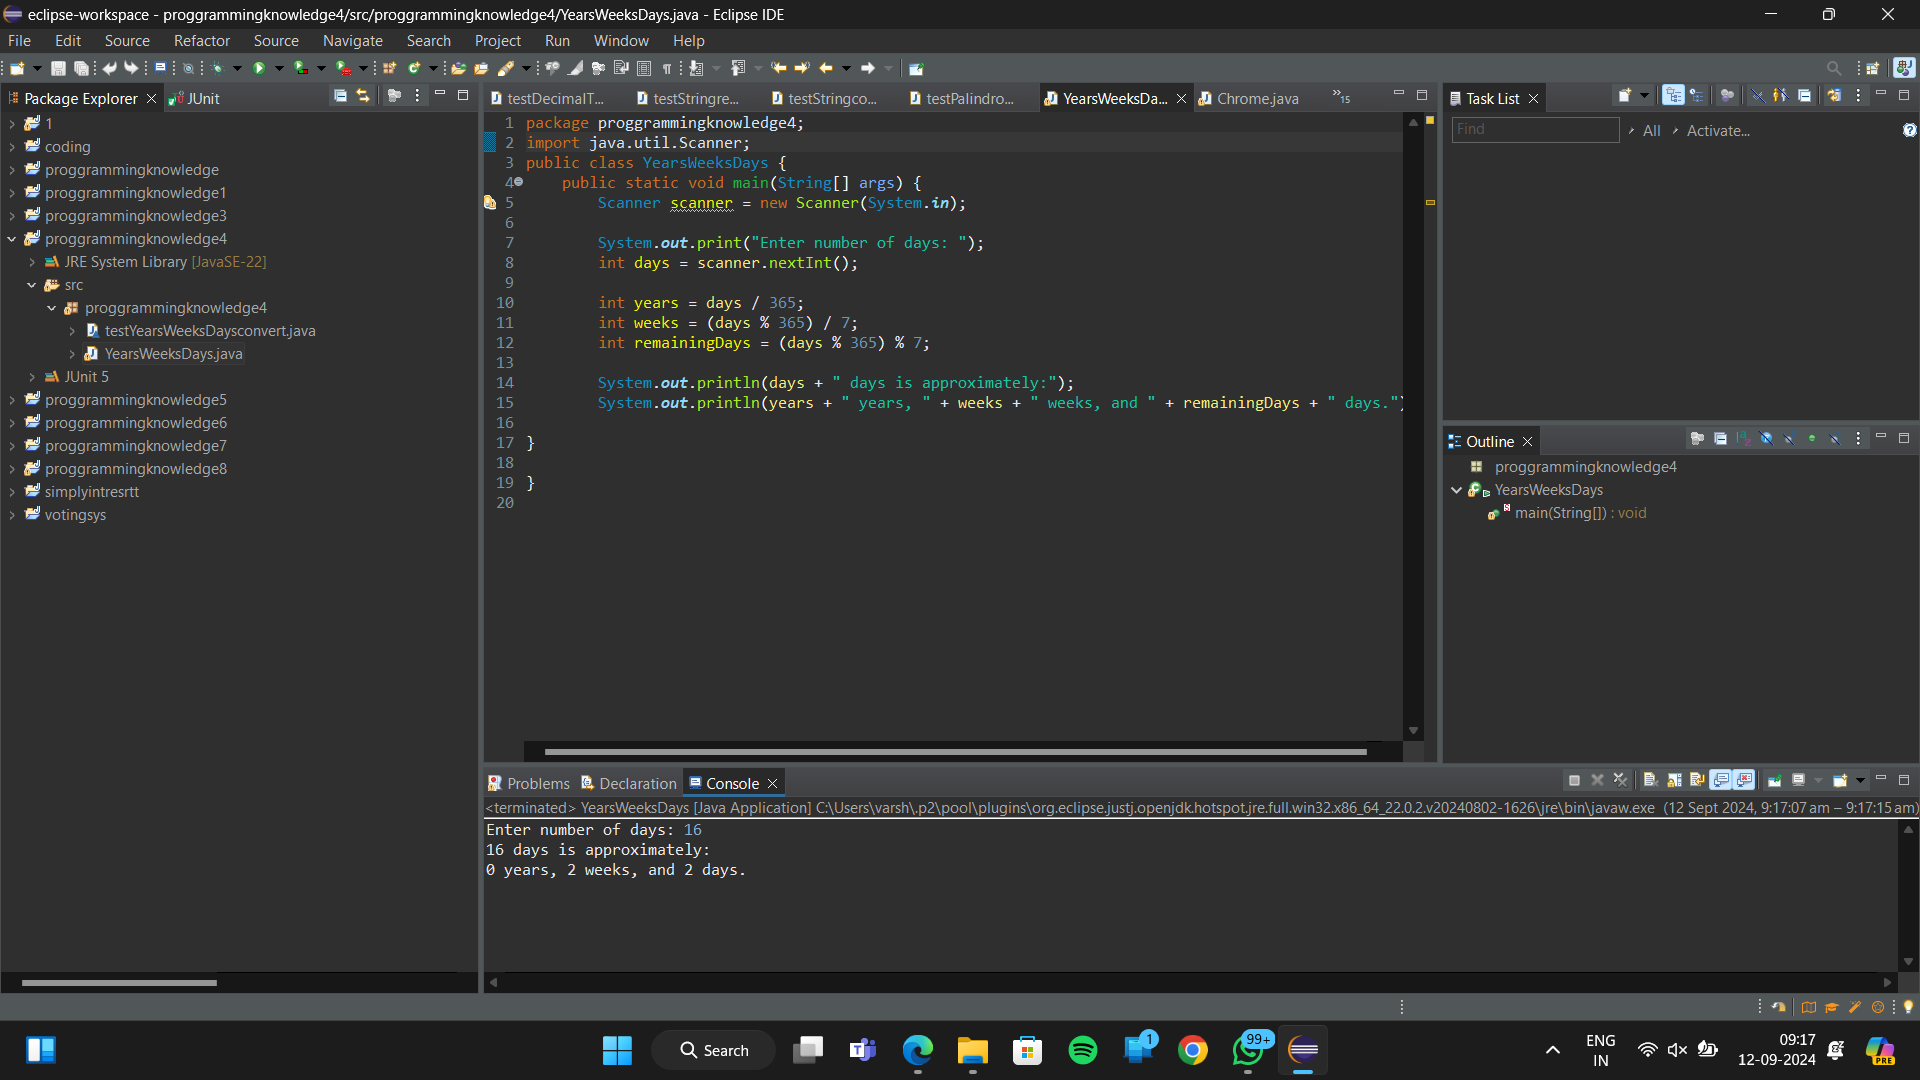 eclipse-workspace - proggrammingknowledge4/src/proggrammingknowledge4/YearsWeeksDays.java - Eclipse IDE
File Edit Source Refactor Source Navigate Search Project Run Window Help
Package Explorer JUnit
1
coding
proggrammingknowledge
proggrammingknowledge1
proggrammingknowledge3
proggrammingknowledge4
JRE System Library [JavaSE-22]
src
proggrammingknowledge4
testYearsWeeksDaysconvert.java
YearsWeeksDays.java
JUnit 5
proggrammingknowledge5
proggrammingknowledge6
proggrammingknowledge7
proggrammingknowledge8
simplyintresrtt
votingsys
testDecimalT... testStringre... testStringco... testPalindro... YearsWeeksDa... Chrome.java »15
1 package proggrammingknowledge4;
2 import java.util.Scanner;
3 public class YearsWeeksDays {
4 public static void main(String[] args) {
5 Scanner scanner = new Scanner(System.in);
6
7 System.out.print("Enter number of days: ");
8 int days = scanner.nextInt();
9
10 int years = days / 365;
11 int weeks = (days % 365) / 7;
12 int remainingDays = (days % 365) % 7;
13
14 System.out.println(days + " days is approximately:");
15 System.out.println(years + " years, " + weeks + " weeks, and " + remainingDays + " days.")
16
17 }
18
19 }
20
Task List
Find All Activate...
Outline
proggrammingknowledge4
YearsWeeksDays
main(String[]) : void
Problems Declaration Console
<terminated> YearsWeeksDays [Java Application] C:\Users\varsh\.p2\pool\plugins\org.eclipse.justj.openjdk.hotspot.jre.full.win32.x86_64_22.0.2.v20240802-1626\jre\bin\javaw.exe (12 Sept 2024, 9:17:07 am – 9:17:15 am)
Enter number of days: 16
16 days is approximately:
0 years, 2 weeks, and 2 days.
Search
1
99+
ENG
IN
09:17
12-09-2024
PRE